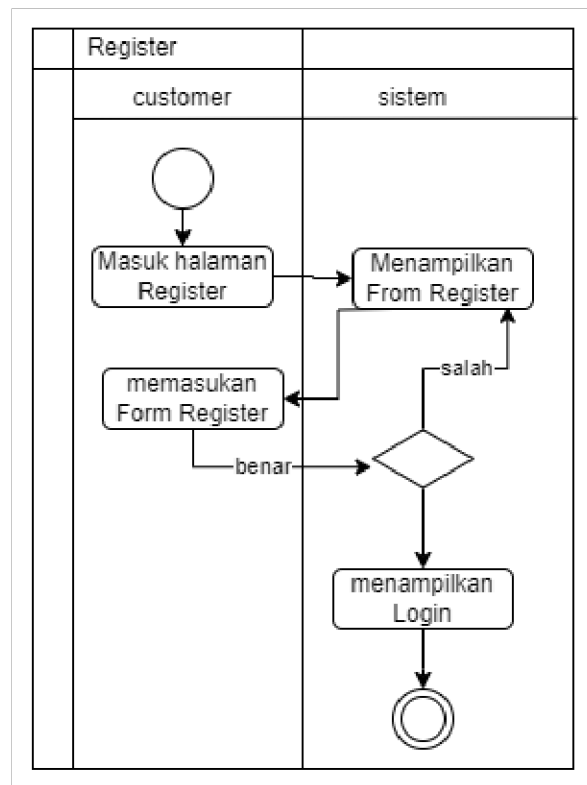 Register
customer
sistem
Masuk halaman
Register
Menampilkan
From Register
memasukan
Form Register
salah
benar
menampilkan
Login